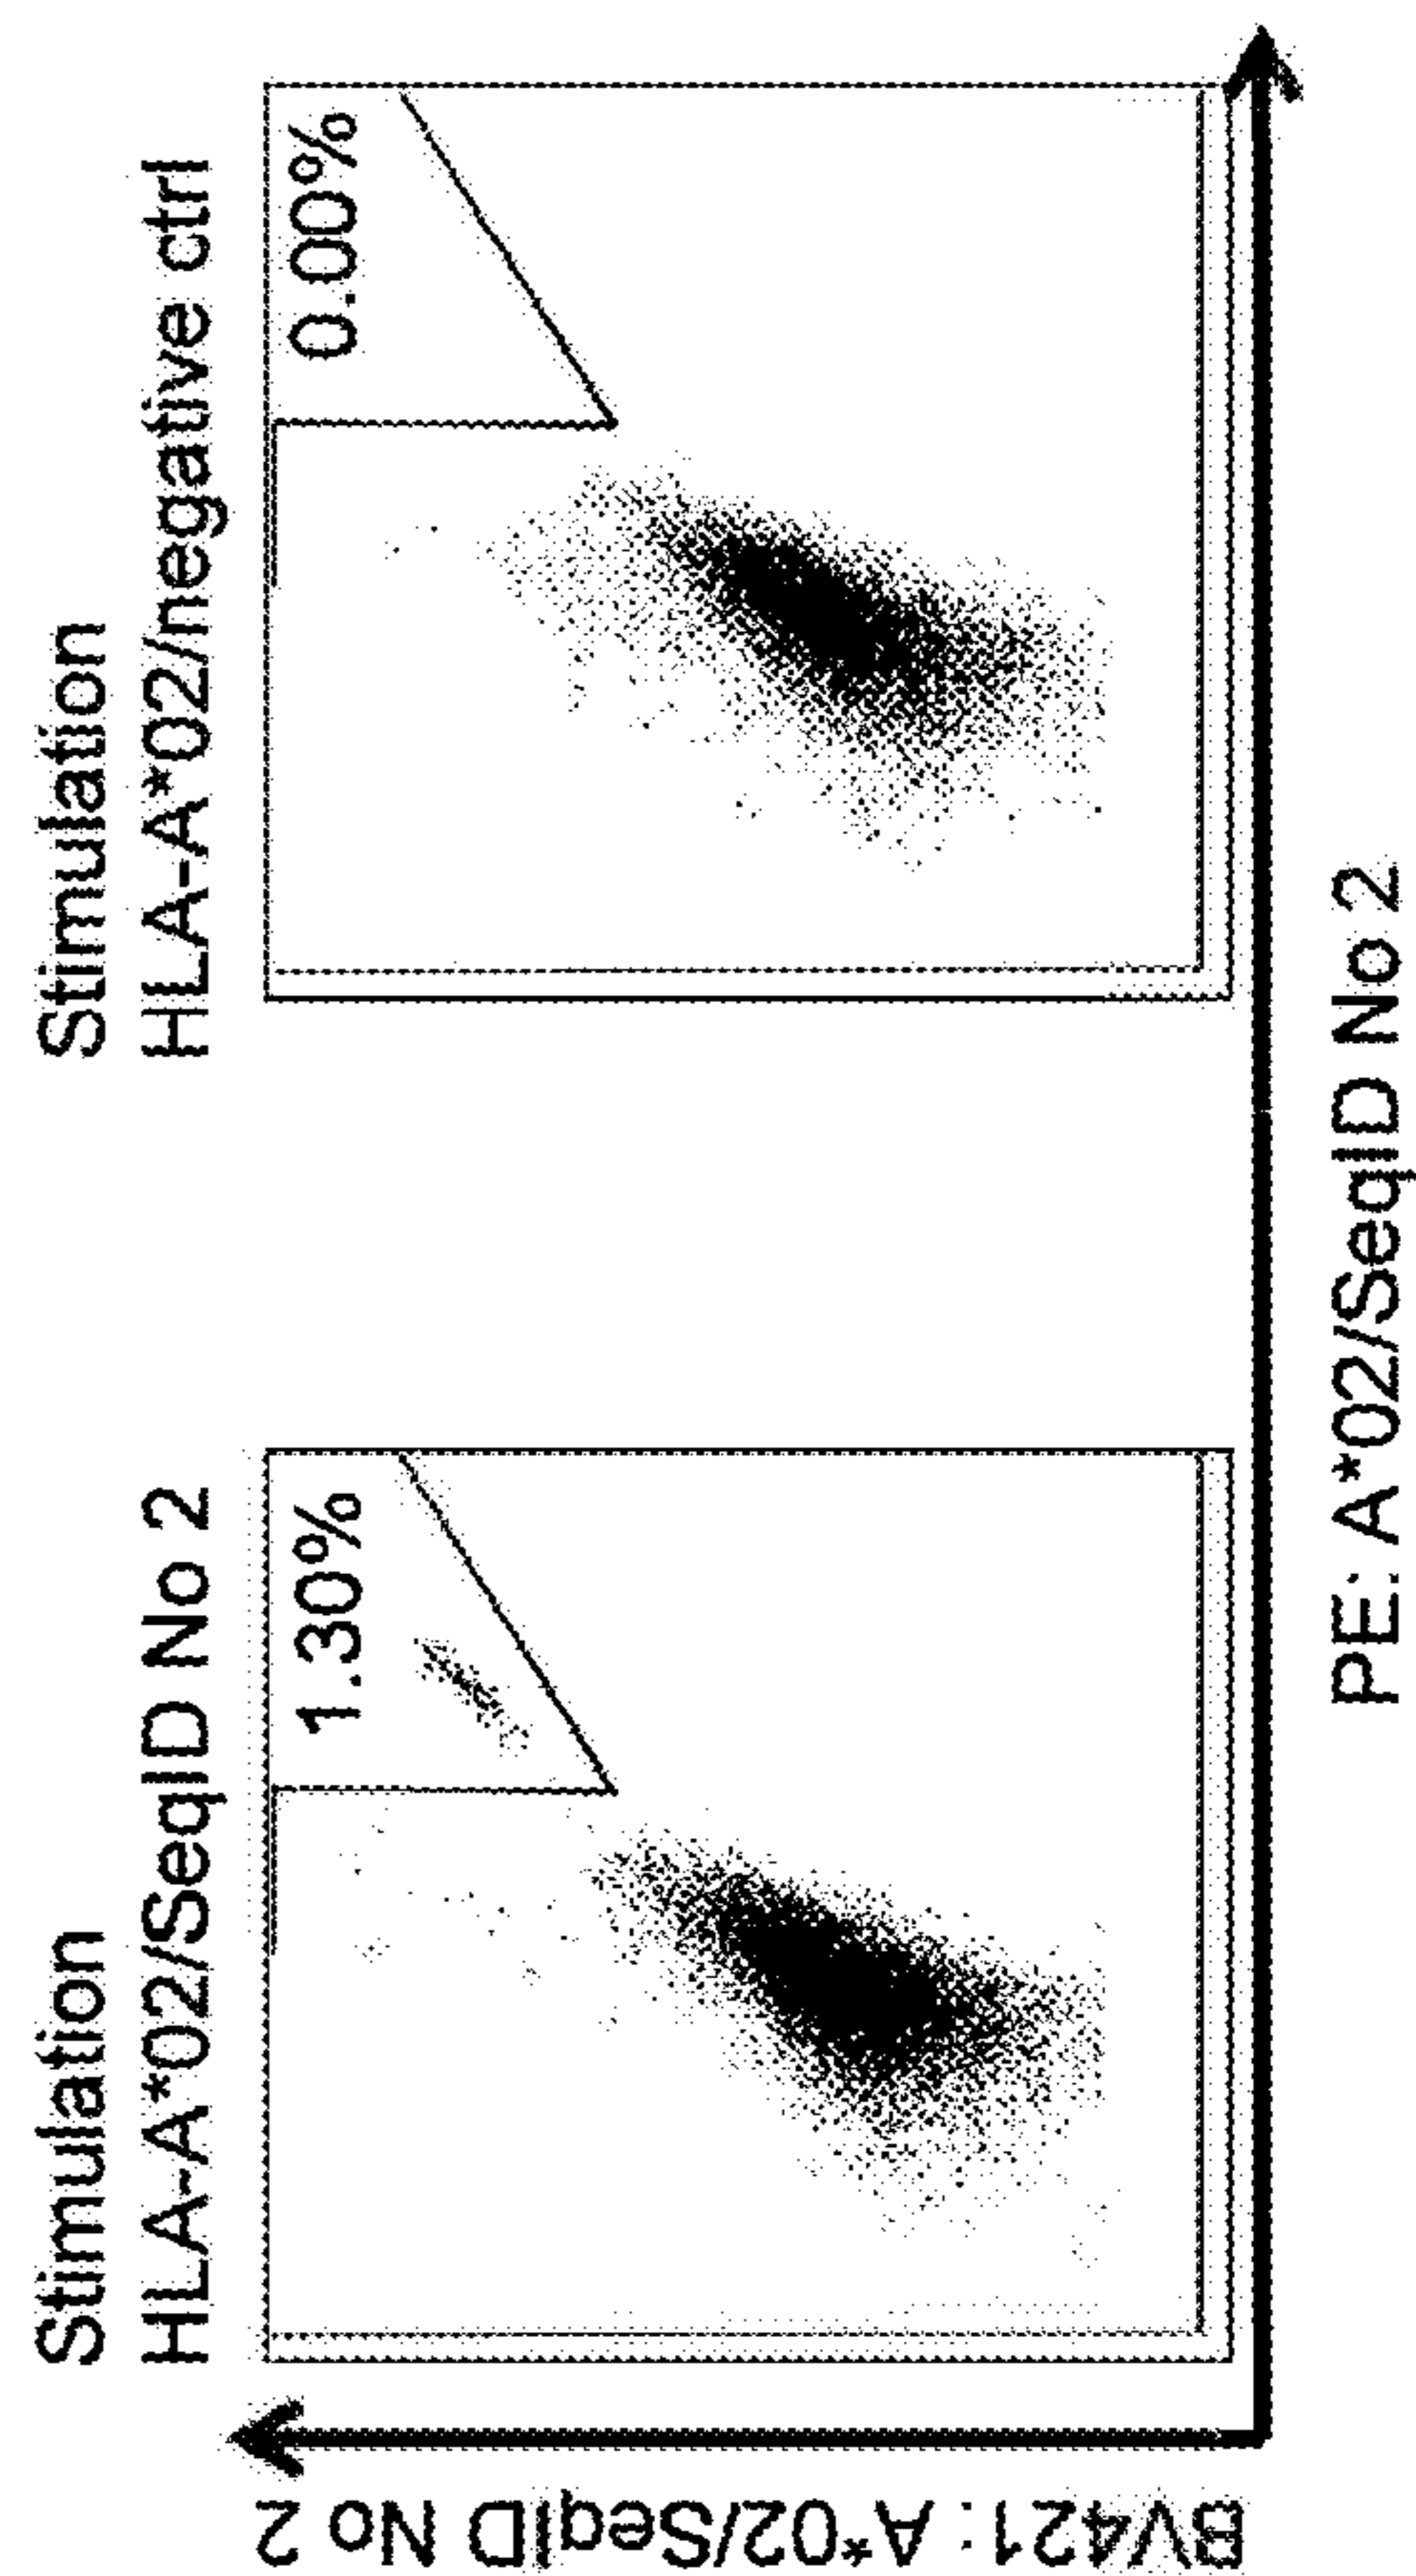 Stimulation
HLA-A*02/SeqID No 2
Stimulation
HLA-A*02/negative ctrl
1.30%
0.00%
BV421: A*02/SeqID No 2
PE: A*02/SeqID No 2